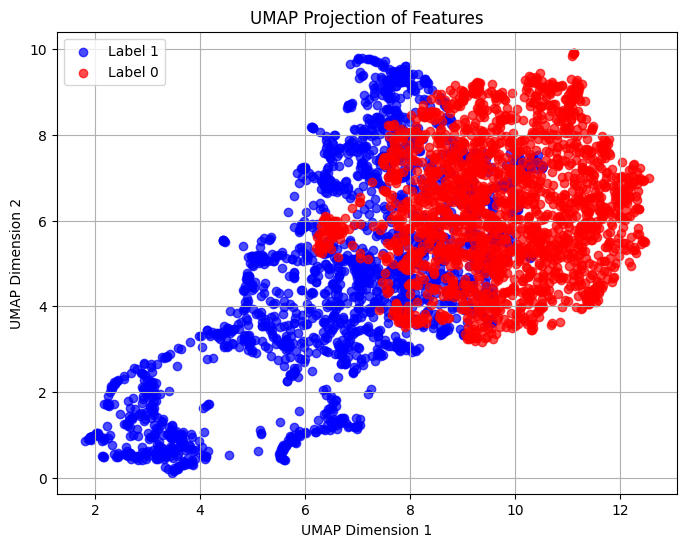 UMAP Projection of Features
Label 1
Label 0
10
8
6
4
2
0
UMAP Dimension 2
2
4
6
8
10
12
UMAP Dimension 1